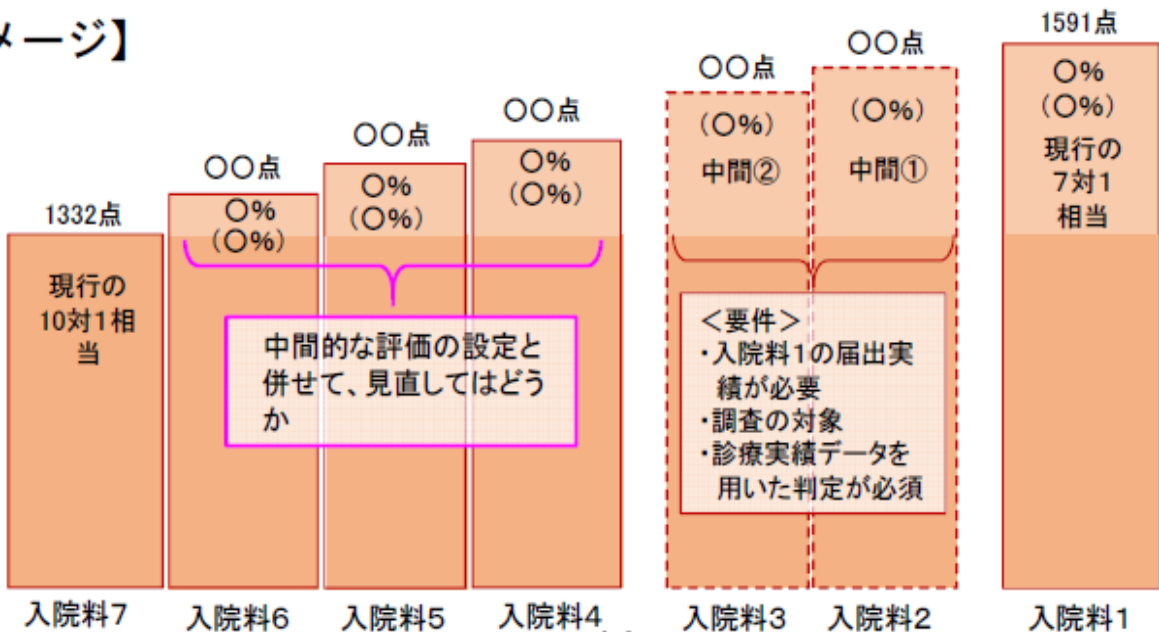 メージ】
1591点
〇%
(〇%)
現行の
7対1
相当
〇〇点
(〇%)
中間①
〇〇点
(〇%)
中間②
〇〇点
〇%
(〇%)
〇〇点
〇%
(〇%)
〇〇点
〇%
(〇%)
1332点
現行の
10対1相
当
中間的な評価の設定と
併せて、見直してはどう
か
<要件>
・入院料1の届出実
績が必要
・調査の対象
・診療実績データを
用いた判定が必須
入院料7
入院料6
入院料5
入院料4
入院料3
入院料2
入院料1